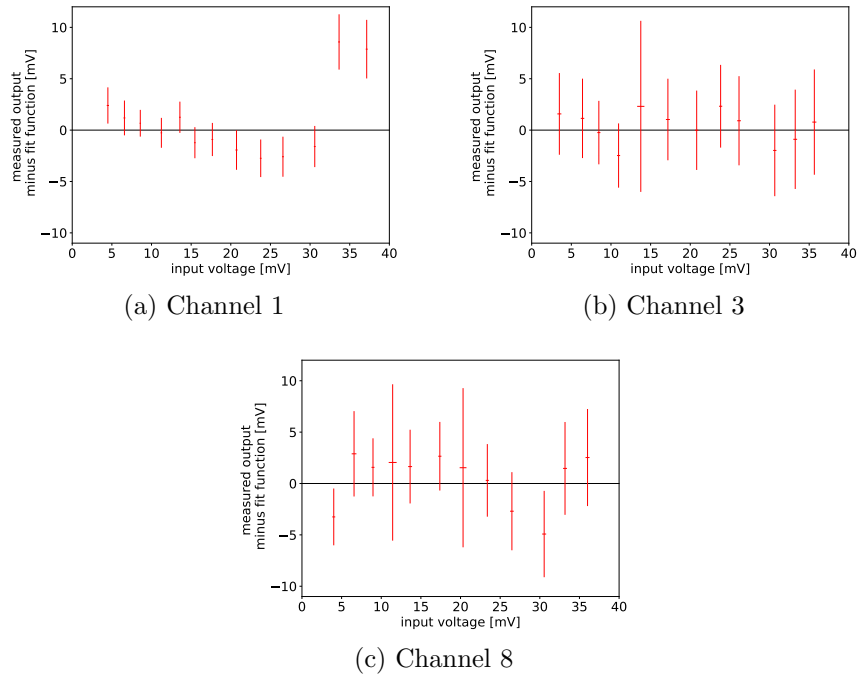 10
5
0
−5
−10
measured output
minus fit function [mV]
0 5 10 15 20 25 30 35 40
input voltage [mV]
(a) Channel 1
10
5
0
−5
−10
measured output
minus fit function [mV]
0 5 10 15 20 25 30 35 40
input voltage [mV]
(b) Channel 3
10
5
0
−5
−10
measured output
minus fit function [mV]
0 5 10 15 20 25 30 35 40
input voltage [mV]
(c) Channel 8